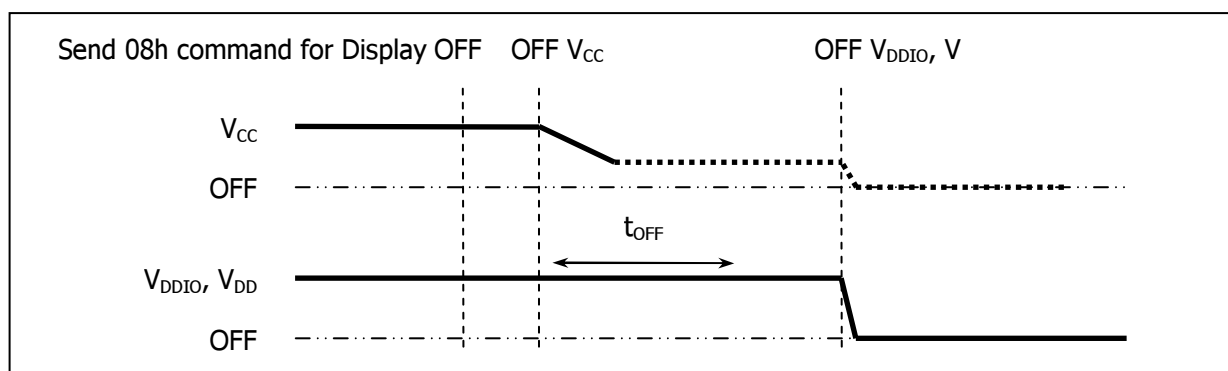 Send 08h command for Display OFF OFF VCC OFF VDDIO, V
VCC
OFF
tOFF
VDDIO, VDD
OFF